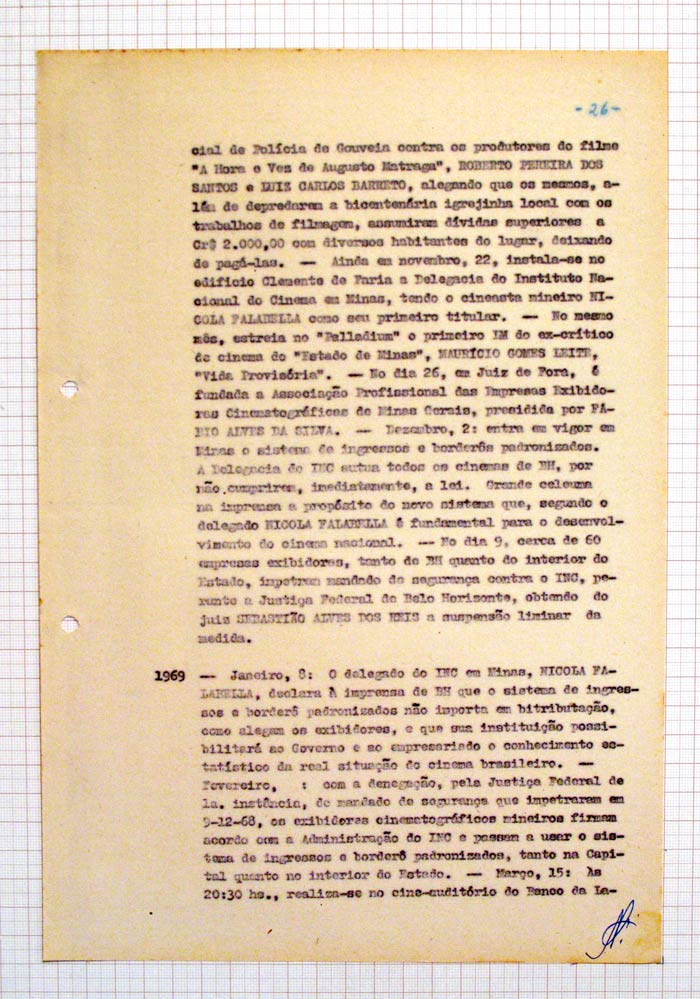 -26-
cial de Polícia de Gouveia contra os produtores do filme
"A Hora e Vez de Augusto Matraga", ROBERTO PEREIRA DOS
SANTOS e LUIZ CARLOS BARRETO, alegando que os mesmos, a-
lém de depredarem a bicentenária igrejinha local com os
trabalhos de filmagem, assumiram dívidas superiores a
Cr$ 2.000,00 com diversos habitantes do lugar, deixando
de pagá-las. — Ainda em novembro, 22, instala-se no
edifício Clemente de Faria a Delegacia do Instituto Na-
cional do Cinema em Minas, tendo o cineasta mineiro NI-
COLA FALABELLA como seu primeiro titular. — No mesmo
mês, estreia no "Palladium" o primeiro LM do ex-crítico
de cinema do "Estado de Minas", MAURÍCIO GOMES LEITE,
"Vida Provisória". — No dia 26, em Juiz de Fora, é
fundada a Associação Profissional das Empresas Exibido-
ras Cinematográficas de Minas Gerais, presidida por FÁ-
BIO ALVES DA SILVA. — Dezembro, 2: entra em vigor em
Minas o sistema de ingressos e borderôs padronizados.
A Delegacia do INC autua todos os cinemas de BH, por
não cumprirem, imediatamente, a lei. Grande celeuma
na imprensa a propósito do novo sistema que, segundo o
delegado NICOLA FALABELLA é fundamental para o desenvol-
vimento do cinema nacional. — No dia 9, cerca de 60
empresas exibidoras, tanto de BH quanto do interior do
Estado, impetram mandado de segurança contra o INC, pe-
rante a Justiça Federal de Belo Horizonte, obtendo do
juiz SEBASTIÃO ALVES DOS REIS a suspensão liminar da
medida.
1969 — Janeiro, 8: O delegado do INC em Minas, NICOLA FA-
LABELLA, declara à imprensa de BH que o sistema de ingres-
sos e borderô padronizados não importa em bitributação,
como alegam os exibidores, e que sua instituição possi-
bilitará ao Governo e ao empresariado o conhecimento es-
tatístico da real situação do cinema brasileiro. —
Fevereiro, : com a denegação, pela Justiça Federal de
1a. instância, de mandado de segurança que impetraram em
9-12-68, os exibidores cinematográficos mineiros firmam
acordo com a Administração do INC e passam a usar o sis-
tema de ingressos e borderô padronizados, tanto na Capi-
tal quanto no interior do Estado. — Março, 15: Às
20:30 hs., realiza-se no cine-auditório do Banco da La-